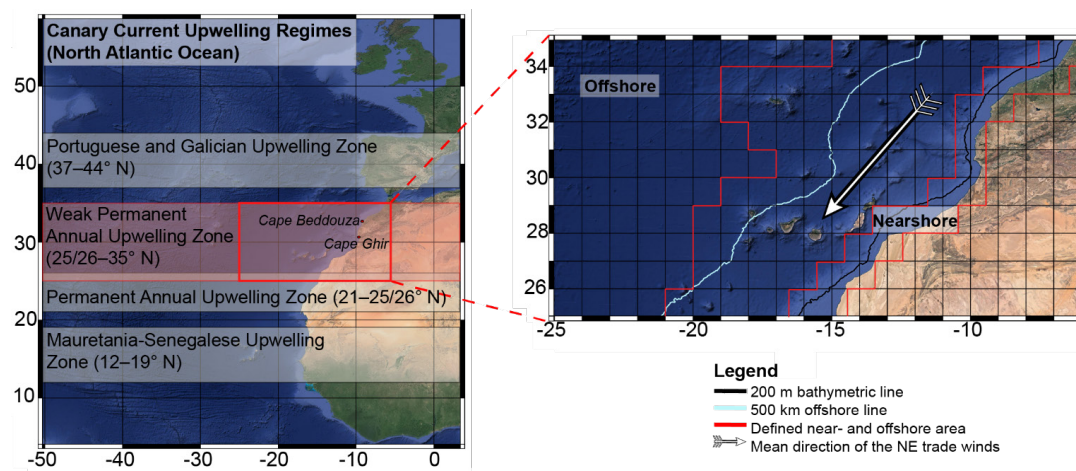 Canary Current Upwelling Regimes
(North Atlantic Ocean)
Portuguese and Galician Upwelling Zone
(37–44° N)
Weak Permanent
Annual Upwelling Zone
(25/26–35° N)
Cape Beddouza
Cape Ghir
Permanent Annual Upwelling Zone (21–25/26° N)
Mauretania-Senegalese Upwelling
Zone (12–19° N)
50
40
30
20
10
-50 -40 -30 -20 -10 0
Offshore
Nearshore
34
32
30
28
26
-25 -20 -15 -10
Legend
200 m bathymetric line
500 km offshore line
Defined near- and offshore area
Mean direction of the NE trade winds